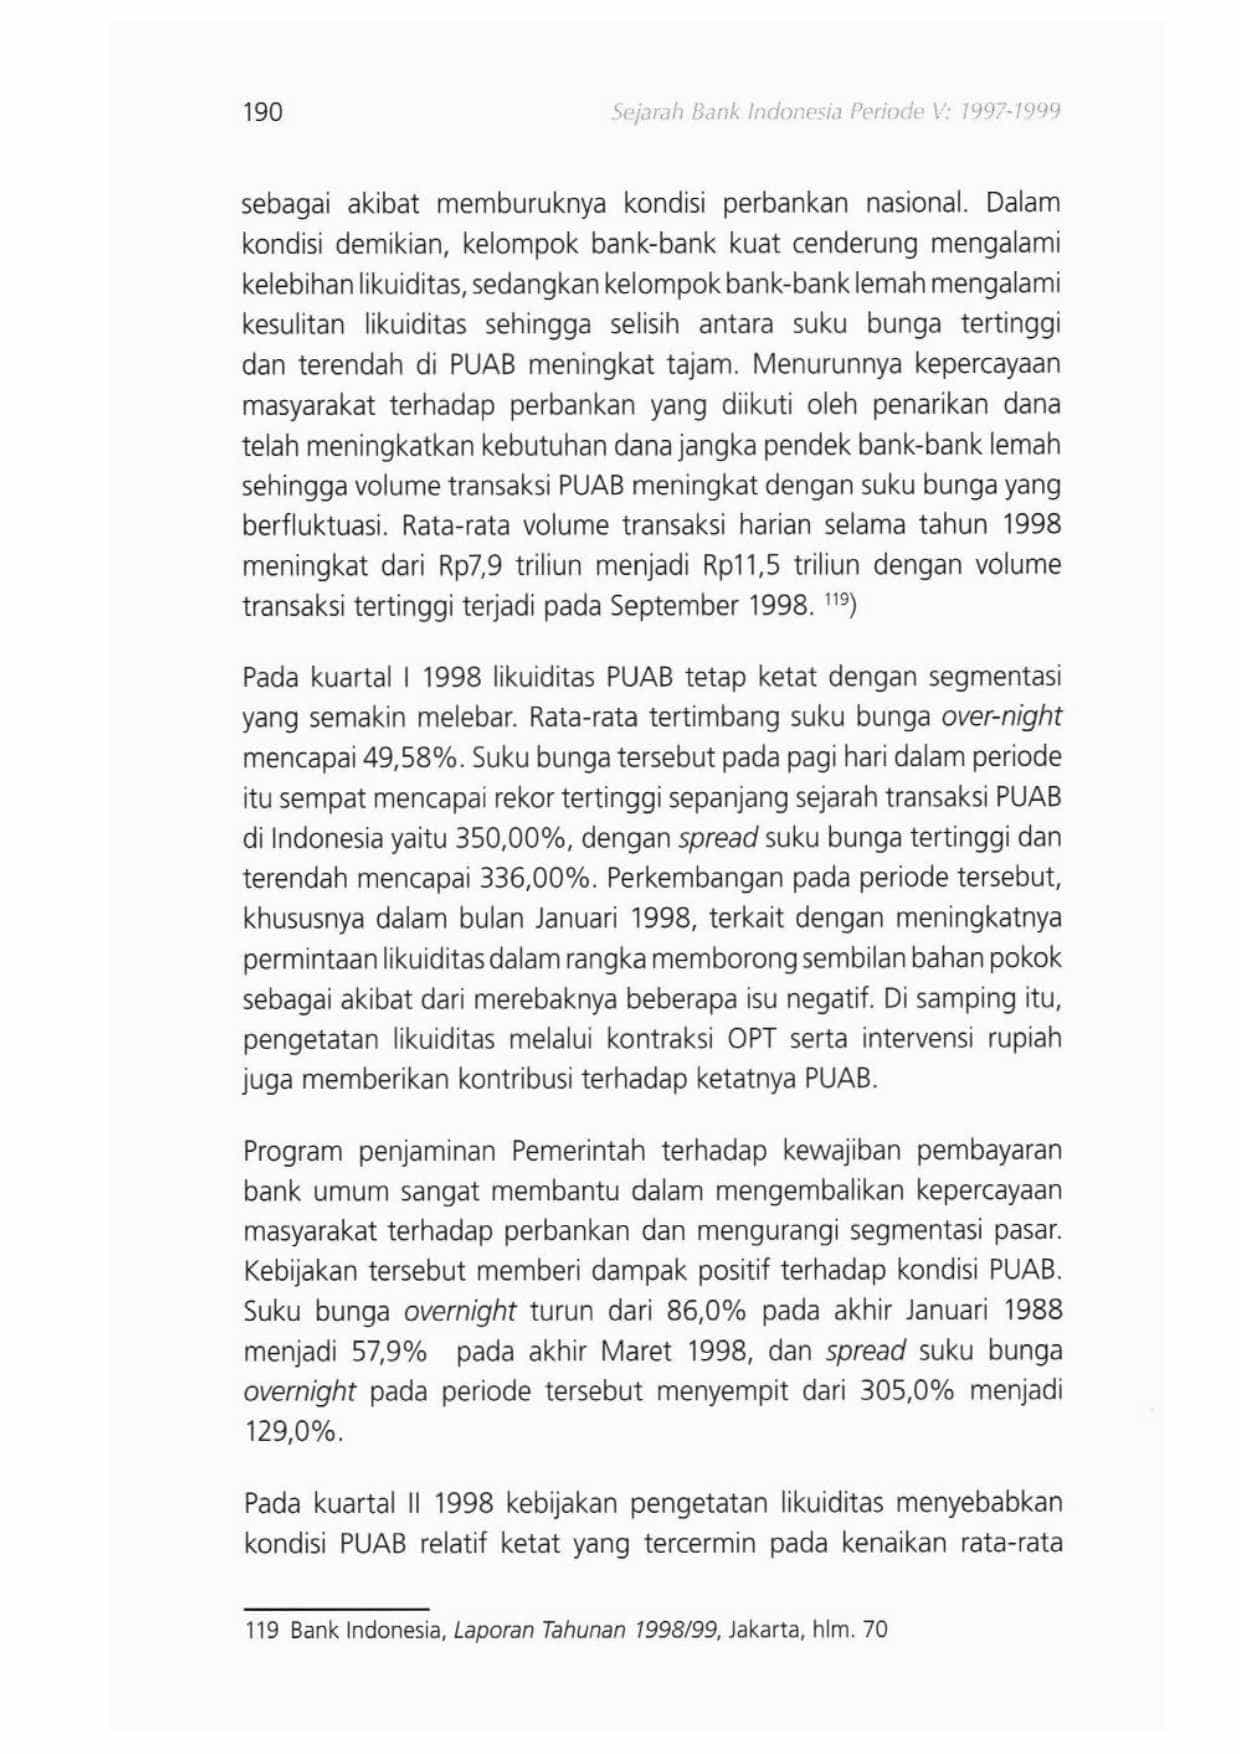 190
Sejarah Bank Indonesia Periode V: 1997-1999
sebagai akibat memburuknya kondisi perbankan nasional. Dalam
kondisi demikian, kelompok bank-bank kuat cenderung mengalami
kelebihan likuiditas, sedangkan kelompok bank-bank lemah mengalami
kesulitan likuiditas sehingga selisih antara suku bunga tertinggi
dan terendah di PUAB meningkat tajam. Menurunnya kepercayaan
masyarakat terhadap perbankan yang diikuti oleh penarikan dana
telah meningkatkan kebutuhan dana jangka pendek bank-bank lemah
sehingga volume transaksi PUAB meningkat dengan suku bunga yang
berfluktuasi. Rata-rata volume transaksi harian selama tahun 1998
meningkat dari Rp7,9 triliun menjadi Rp11,5 triliun dengan volume
transaksi tertinggi terjadi pada September 1998. 119)
Pada kuartal I 1998 likuiditas PUAB tetap ketat dengan segmentasi
yang semakin melebar. Rata-rata tertimbang suku bunga over-night
mencapai 49,58%. Suku bunga tersebut pada pagi hari dalam periode
itu sempat mencapai rekor tertinggi sepanjang sejarah transaksi PUAB
di Indonesia yaitu 350,00%, dengan spread suku bunga tertinggi dan
terendah mencapai 336,00%. Perkembangan pada periode tersebut,
khususnya dalam bulan Januari 1998, terkait dengan meningkatnya
permintaan likuiditas dalam rangka memborong sembilan bahan pokok
sebagai akibat dari merebaknya beberapa isu negatif. Di samping itu,
pengetatan likuiditas melalui kontraksi OPT serta intervensi rupiah
juga memberikan kontribusi terhadap ketatnya PUAB.
Program penjaminan Pemerintah terhadap kewajiban pembayaran
bank umum sangat membantu dalam mengembalikan kepercayaan
masyarakat terhadap perbankan dan mengurangi segmentasi pasar.
Kebijakan tersebut memberi dampak positif terhadap kondisi PUAB.
Suku bunga overnight turun dari 86,0% pada akhir Januari 1988
menjadi 57,9% pada akhir Maret 1998, dan spread suku bunga
overnight pada periode tersebut menyempit dari 305,0% menjadi
129,0%.
Pada kuartal II 1998 kebijakan pengetatan likuiditas menyebabkan
kondisi PUAB relatif ketat yang tercermin pada kenaikan rata-rata
119 Bank Indonesia, Laporan Tahunan 1998/99, Jakarta, hlm. 70